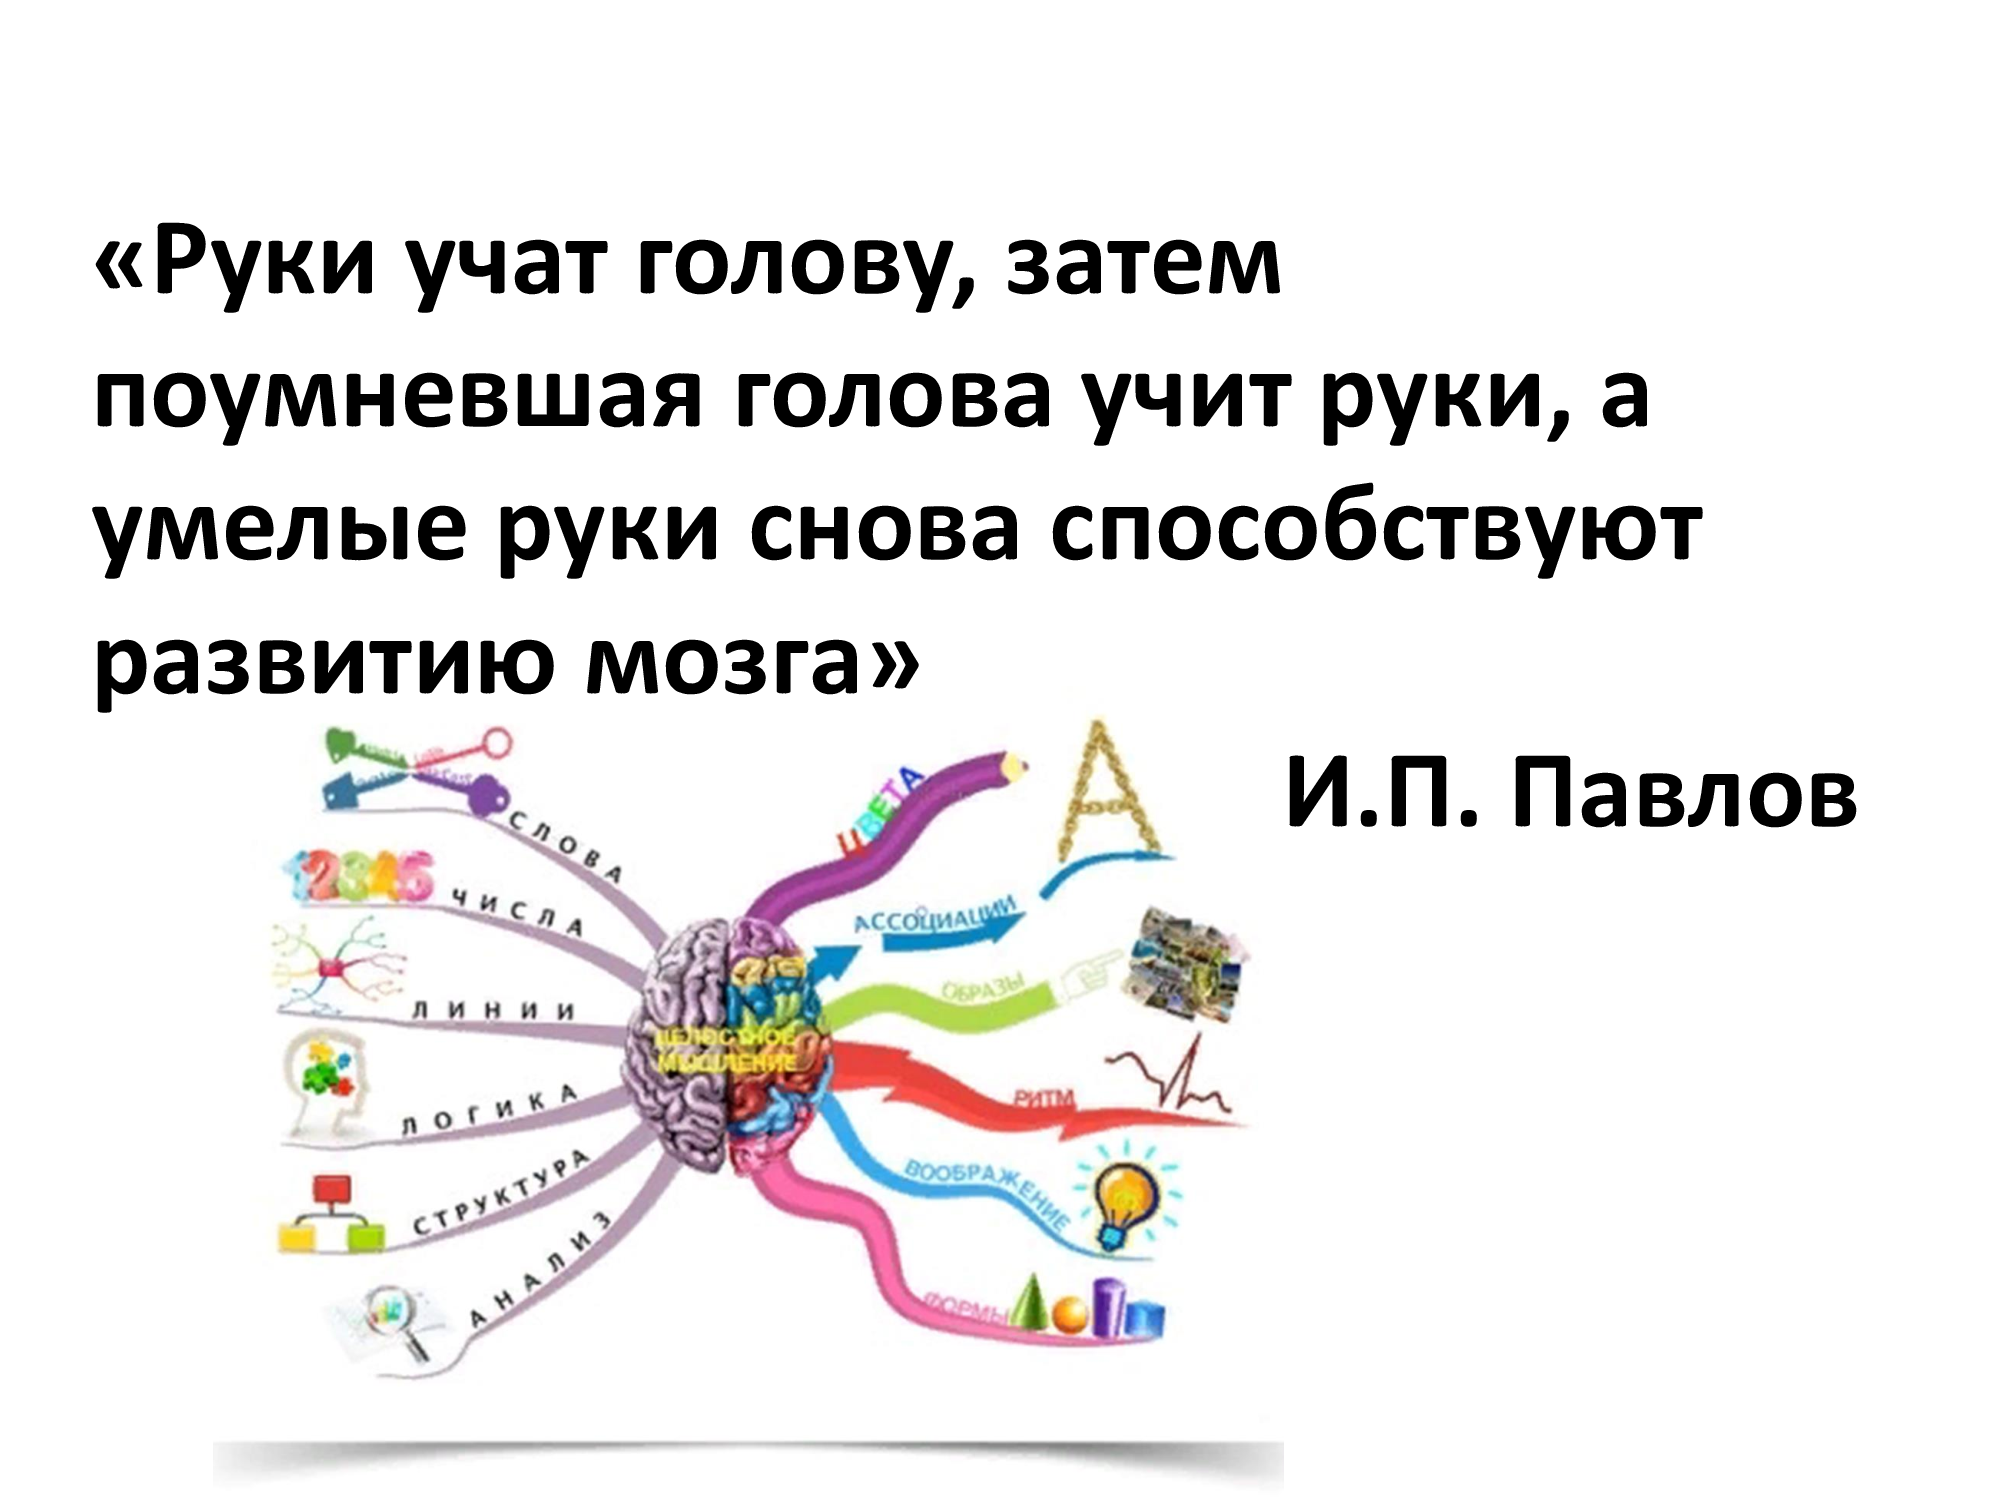 «Руки учат голову, затем
поумневшая голова учит руки, а
умелые руки снова способствуют
развитию мозга»
И.П. Павлов
СЛОВА
ЧИСЛА
ЛИНИИ
ЛОГИКА
СТРУКТУРА
АНАЛИЗ
12345
ЦЕЛОСТНОЕ
МЫШЛЕНИЕ
ЦВЕТА
А
АССОЦИАЦИИ
ОБРАЗЫ
РИТМ
ВООБРАЖЕНИЕ
ФОРМЫ